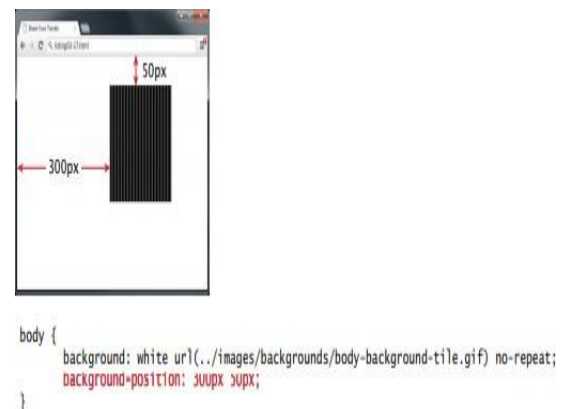 50px
300px
body {
background: white url(../images/backgrounds/body-background-tile.gif) no-repeat;
background-position: 300px 50px;
}